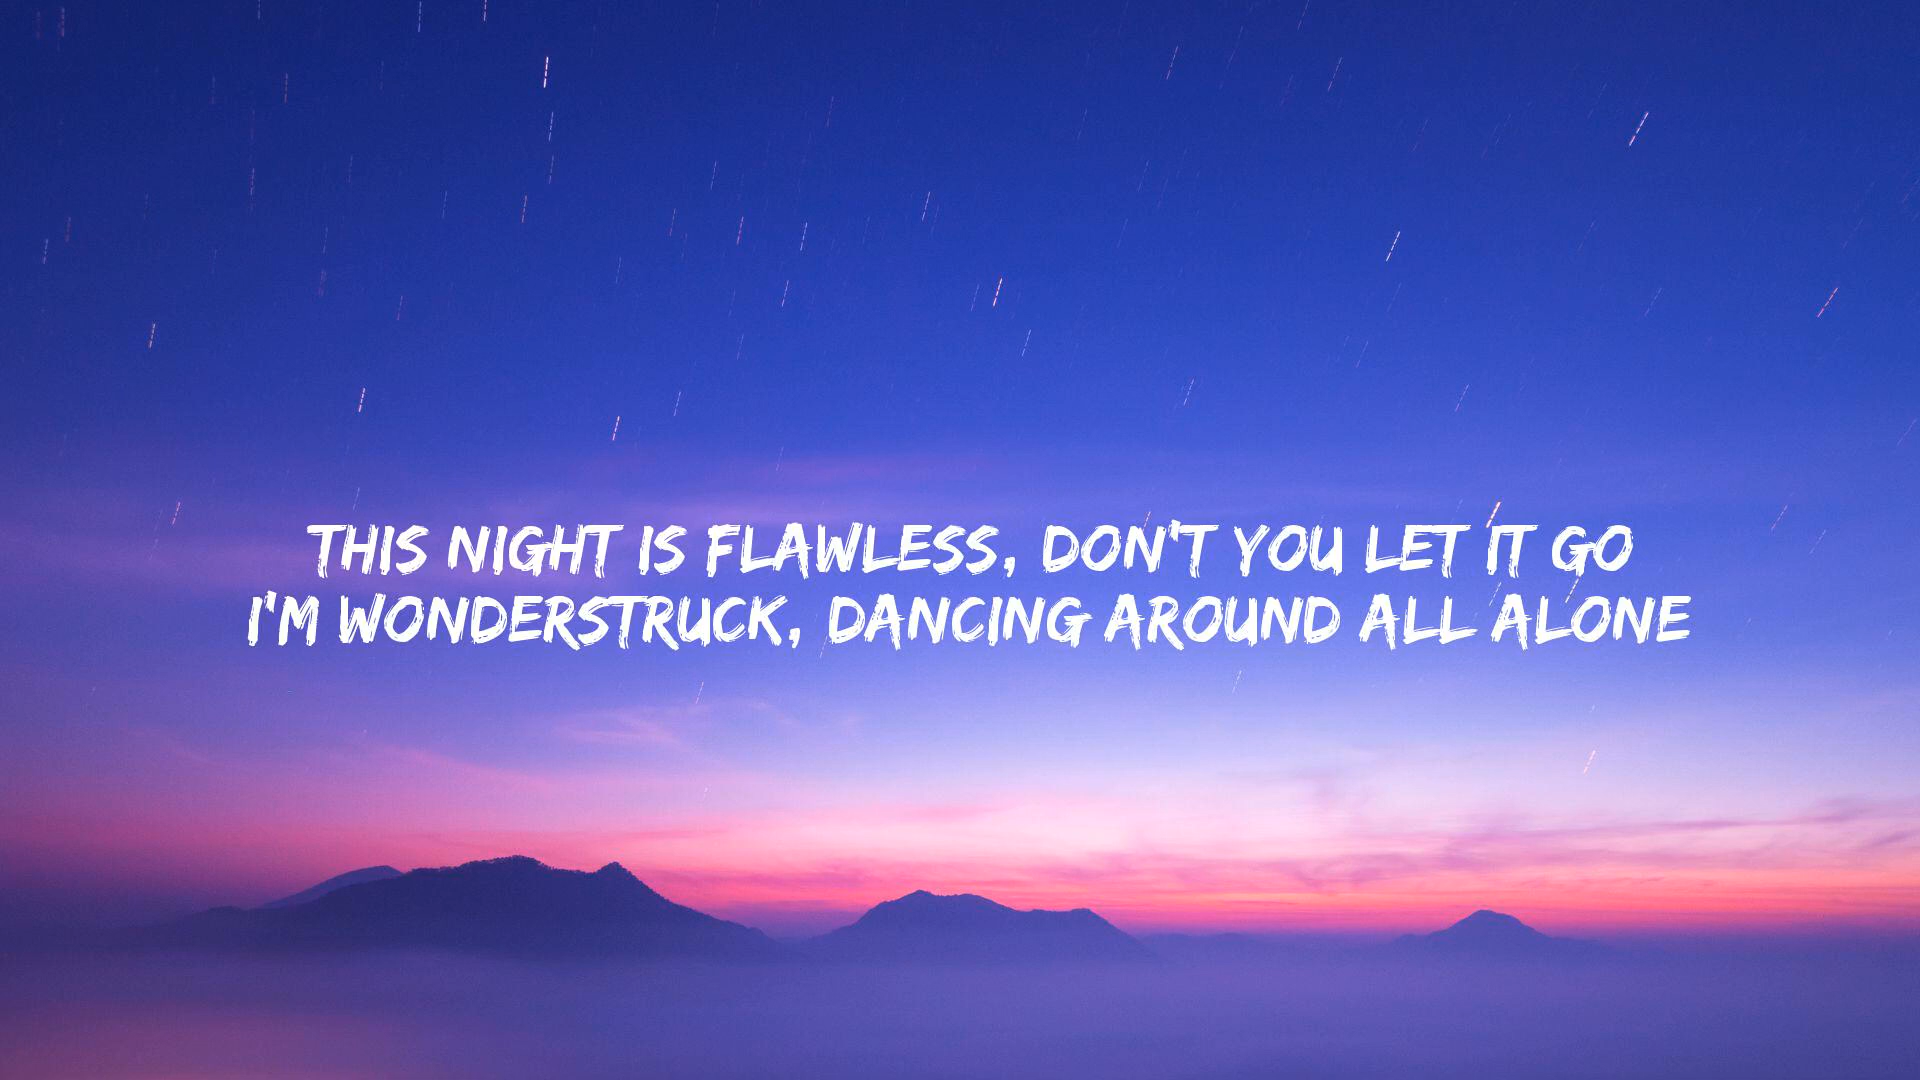 THIS NIGHT IS FLAWLESS, DON'T YOU LET IT GO
I'M WONDERSTRUCK, DANCING AROUND ALL ALONE